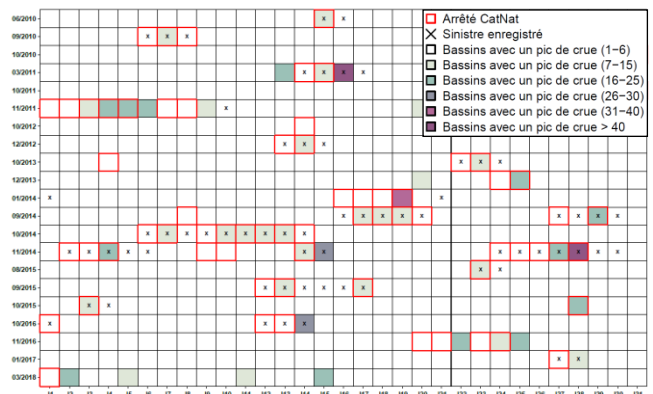 Arrêté CatNat
Sinistre enregistré
Bassins avec un pic de crue (1−6)
Bassins avec un pic de crue (7−15)
Bassins avec un pic de crue (16−25)
Bassins avec un pic de crue (26−30)
Bassins avec un pic de crue (31−40)
Bassins avec un pic de crue > 40
06/2010
09/2010
10/2010
03/2011
11/2011
10/2012
12/2012
10/2013
12/2013
01/2014
09/2014
10/2014
11/2014
08/2015
09/2015
10/2015
10/2016
11/2016
01/2017
03/2018